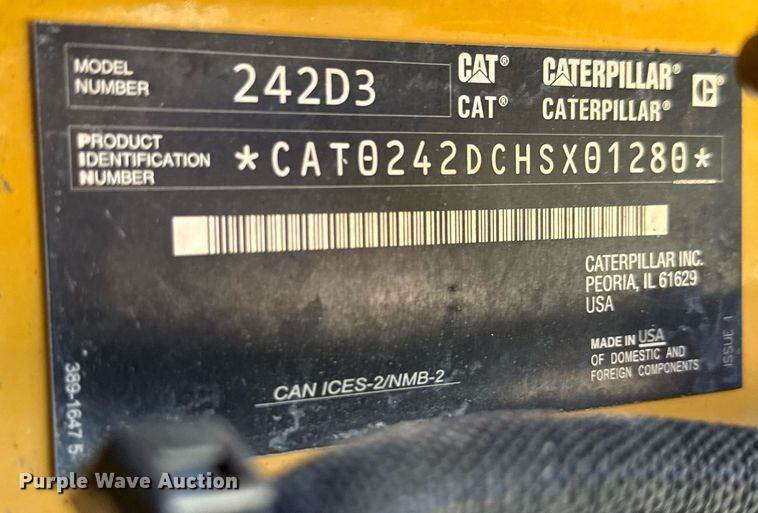 MODEL
NUMBER
242D3
CAT® CATERPILLAR®
CAT® CATERPILLAR®
PRODUCT
IDENTIFICATION
NUMBER
*CAT0242DCHSX01280*
CATERPILLAR INC.
PEORIA, IL 61629
USA
MADE IN USA
OF DOMESTIC AND
FOREIGN COMPONENTS
CAN ICES-2/NMB-2
389-1647 5
ISSUE 1
Purple Wave Auction